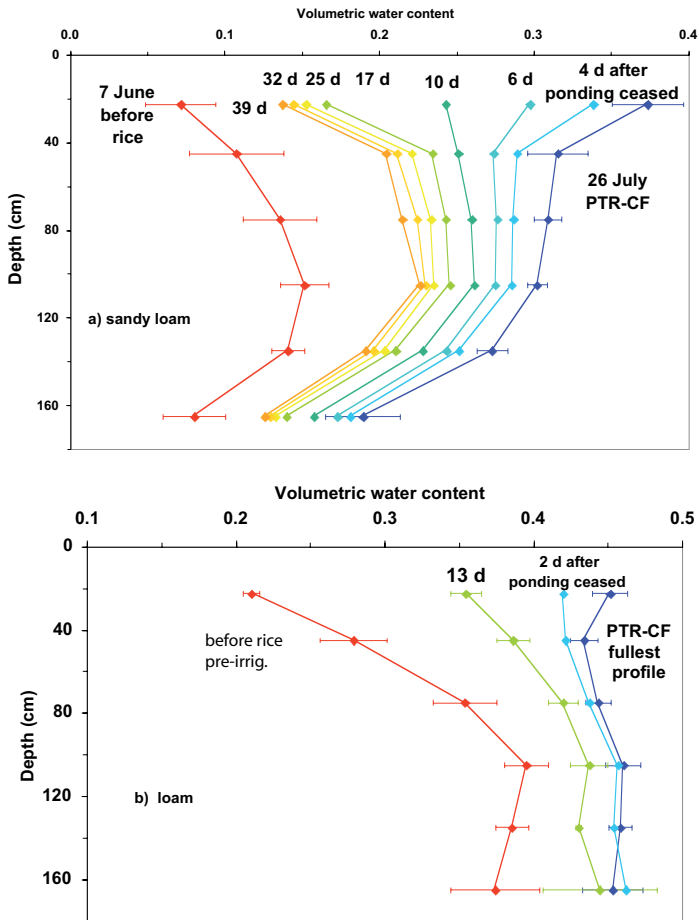 Volumetric water content
0.0 0.1 0.2 0.3 0.4
0
40
80
120
160
Depth (cm)
7 June
before
rice
39 d
32 d 25 d 17 d 10 d 6 d
4 d after
ponding ceased
26 July
PTR-CF
a) sandy loam
Volumetric water content
0.1 0.2 0.3 0.4 0.5
0
40
80
120
160
Depth (cm)
before rice
pre-irrig.
13 d
2 d after
ponding ceased
PTR-CF
fullest
profile
b) loam